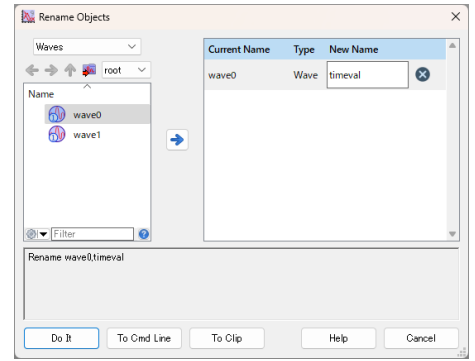 Rename Objects
Waves
root
Name
wave0
wave1
Filter
Current Name Type New Name
wave0 Wave timeval
Rename wave0,timeval
Do It To Cmd Line To Clip Help Cancel